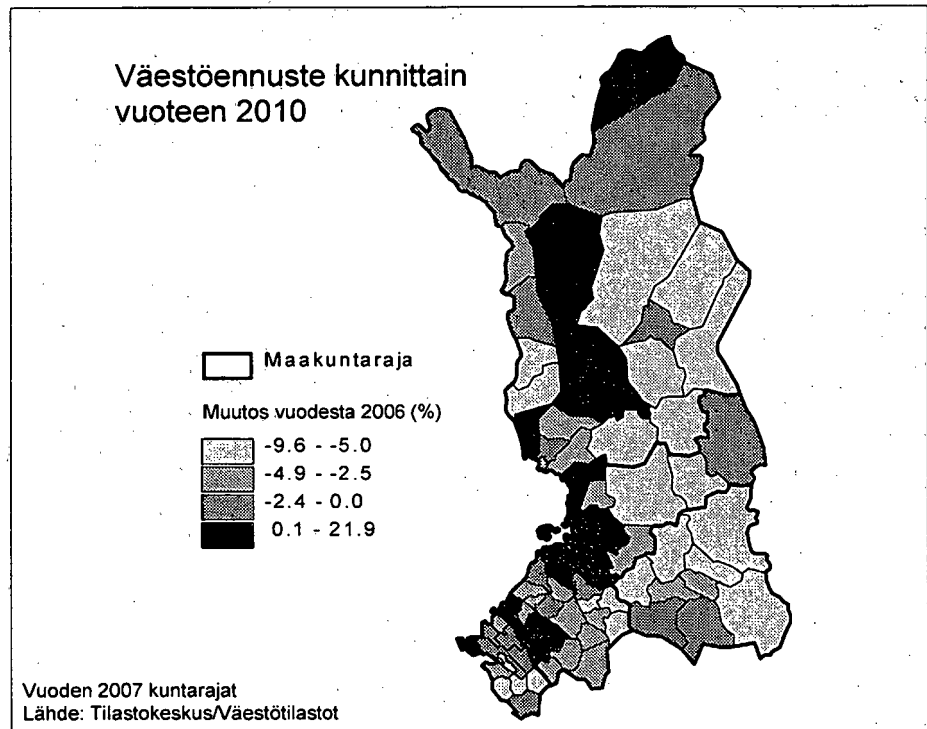 Väestöennuste kunnittain
vuoteen 2010
Maakuntaraja
Muutos vuodesta 2006 (%)
-9.6 - -5.0
-4.9 - -2.5
-2.4 - 0.0
0.1 - 21.9
Vuoden 2007 kuntarajat
Lähde: Tilastokeskus/Väestötilastot